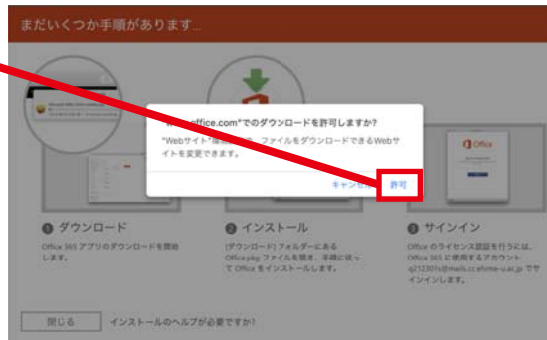 まだいくつか手順があります...
office.com"でのダウンロードを許可しますか?
"Webサイト"
ファイルをダウンロードできるWebサ
イトを変更できます。
許可
Office
❶ ダウンロード
Office 365 アプリのダウンロードを開始
します。
❷ インストール
[ダウンロード] フォルダーにある
Office.pkg ファイルを開き、手順に従っ
て Office をインストールします。
❸ サインイン
Office のライセンス認証を行うには、
Office 365 に使用するアカウント
q212301s@mails.cc.ehime-u.ac.jp でサ
インインします。
閉じる
インストールのヘルプが必要ですか?